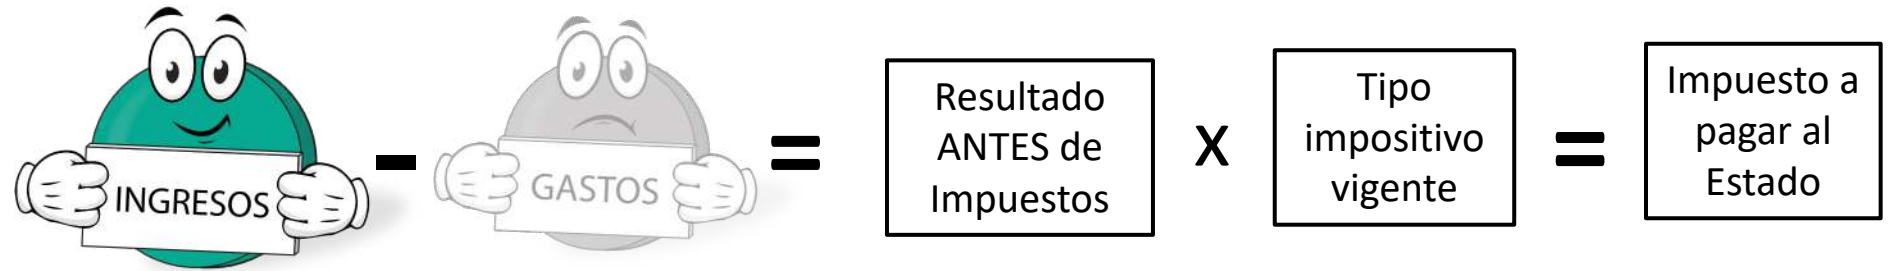 INGRESOS
-
GASTOS
=
Resultado
ANTES de
Impuestos
X
Tipo
impositivo
vigente
=
Impuesto a
pagar al
Estado